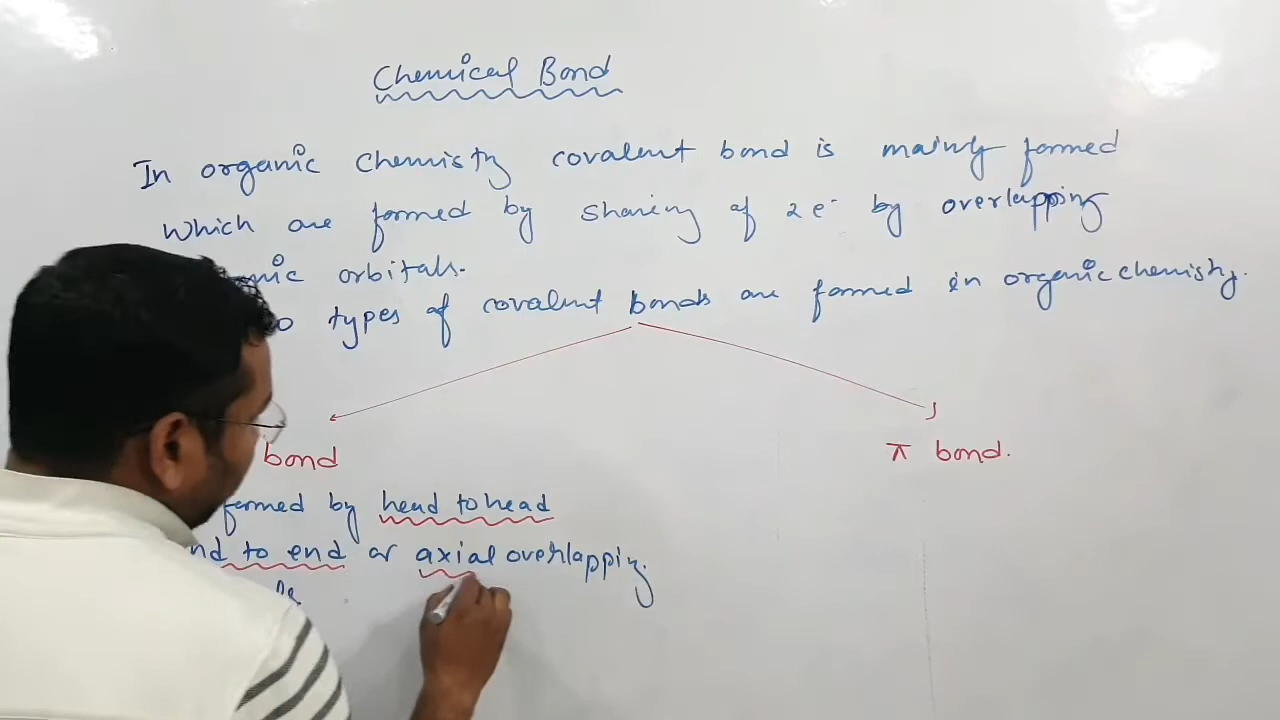 Chemical Bond
In organic chemistry covalent bond is mainly formed
which are formed by sharing of 2e⁻ by overlapping
orbitals.
types of covalent bonds are formed in organic chemistry.
bond
π bond.
formed by head to head
to end or axial overlapping